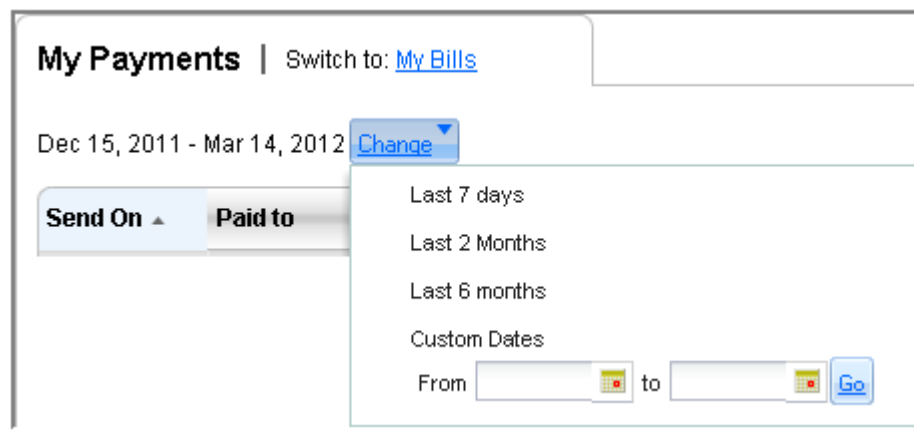 My Payments | Switch to: My Bills
Dec 15, 2011 - Mar 14, 2012 Change
Send On Paid to
Last 7 days
Last 2 Months
Last 6 months
Custom Dates
From to Go